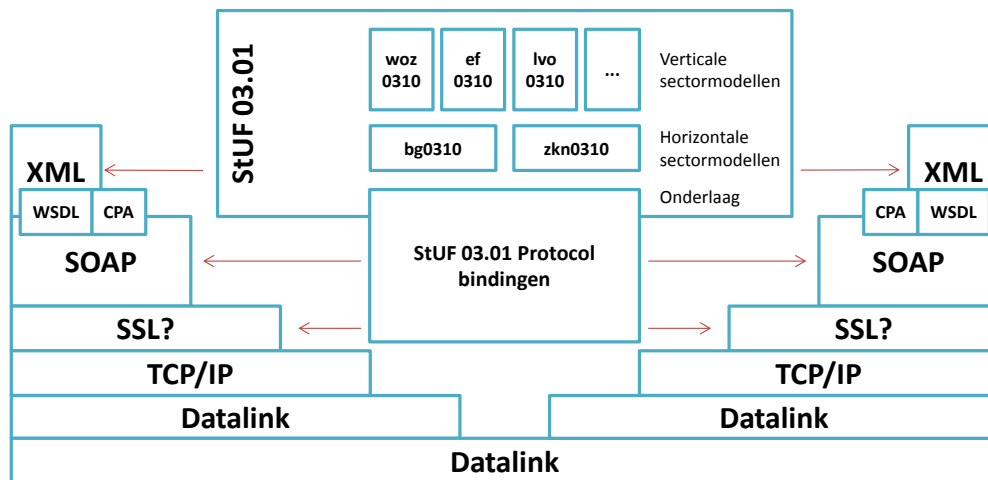 StUF 03.01
woz
0310
ef
0310
lvo
0310
...
Verticale
sectormodellen
bg0310
zkn0310
Horizontale
sectormodellen
Onderlaag
StUF 03.01 Protocol
bindingen
XML
WSDL
CPA
SOAP
SSL?
TCP/IP
Datalink
XML
CPA
WSDL
SOAP
SSL?
TCP/IP
Datalink
Datalink